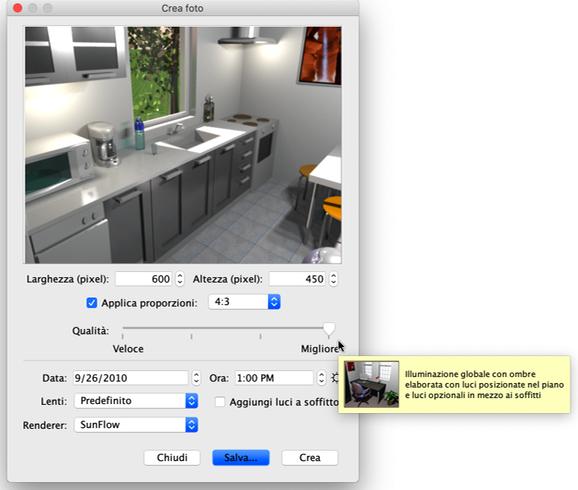 Crea foto
Larghezza (pixel): 600 Altezza (pixel): 450
Applica proporzioni: 4:3
Qualità:
Veloce Migliore
Data: 9/26/2010 Ora: 1:00 PM
Illuminazione globale con ombre
elaborata con luci posizionate nel piano
e luci opzionali in mezzo ai soffitti
Lenti: Predefinito Aggiungi luci a soffitto
Renderer: SunFlow
Chiudi Salva... Crea